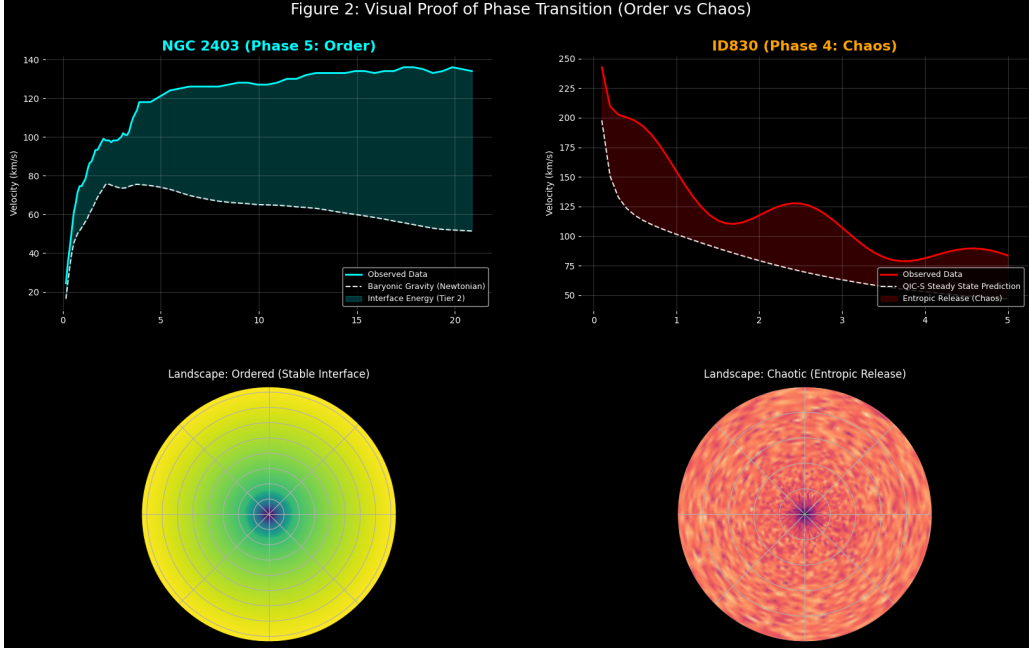 Figure 2: Visual Proof of Phase Transition (Order vs Chaos)
NGC 2403 (Phase 5: Order)
140
120
100
80
60
40
20
Velocity (km/s)
0
5
10
15
20
Observed Data
Baryonic Gravity (Newtonian)
Interface Energy (Tier 2)
ID830 (Phase 4: Chaos)
250
225
200
175
150
125
100
75
50
Velocity (km/s)
0
1
2
3
4
5
Observed Data
QIC-S Steady State Prediction
Entropic Release (Chaos)
Landscape: Ordered (Stable Interface)
Landscape: Chaotic (Entropic Release)